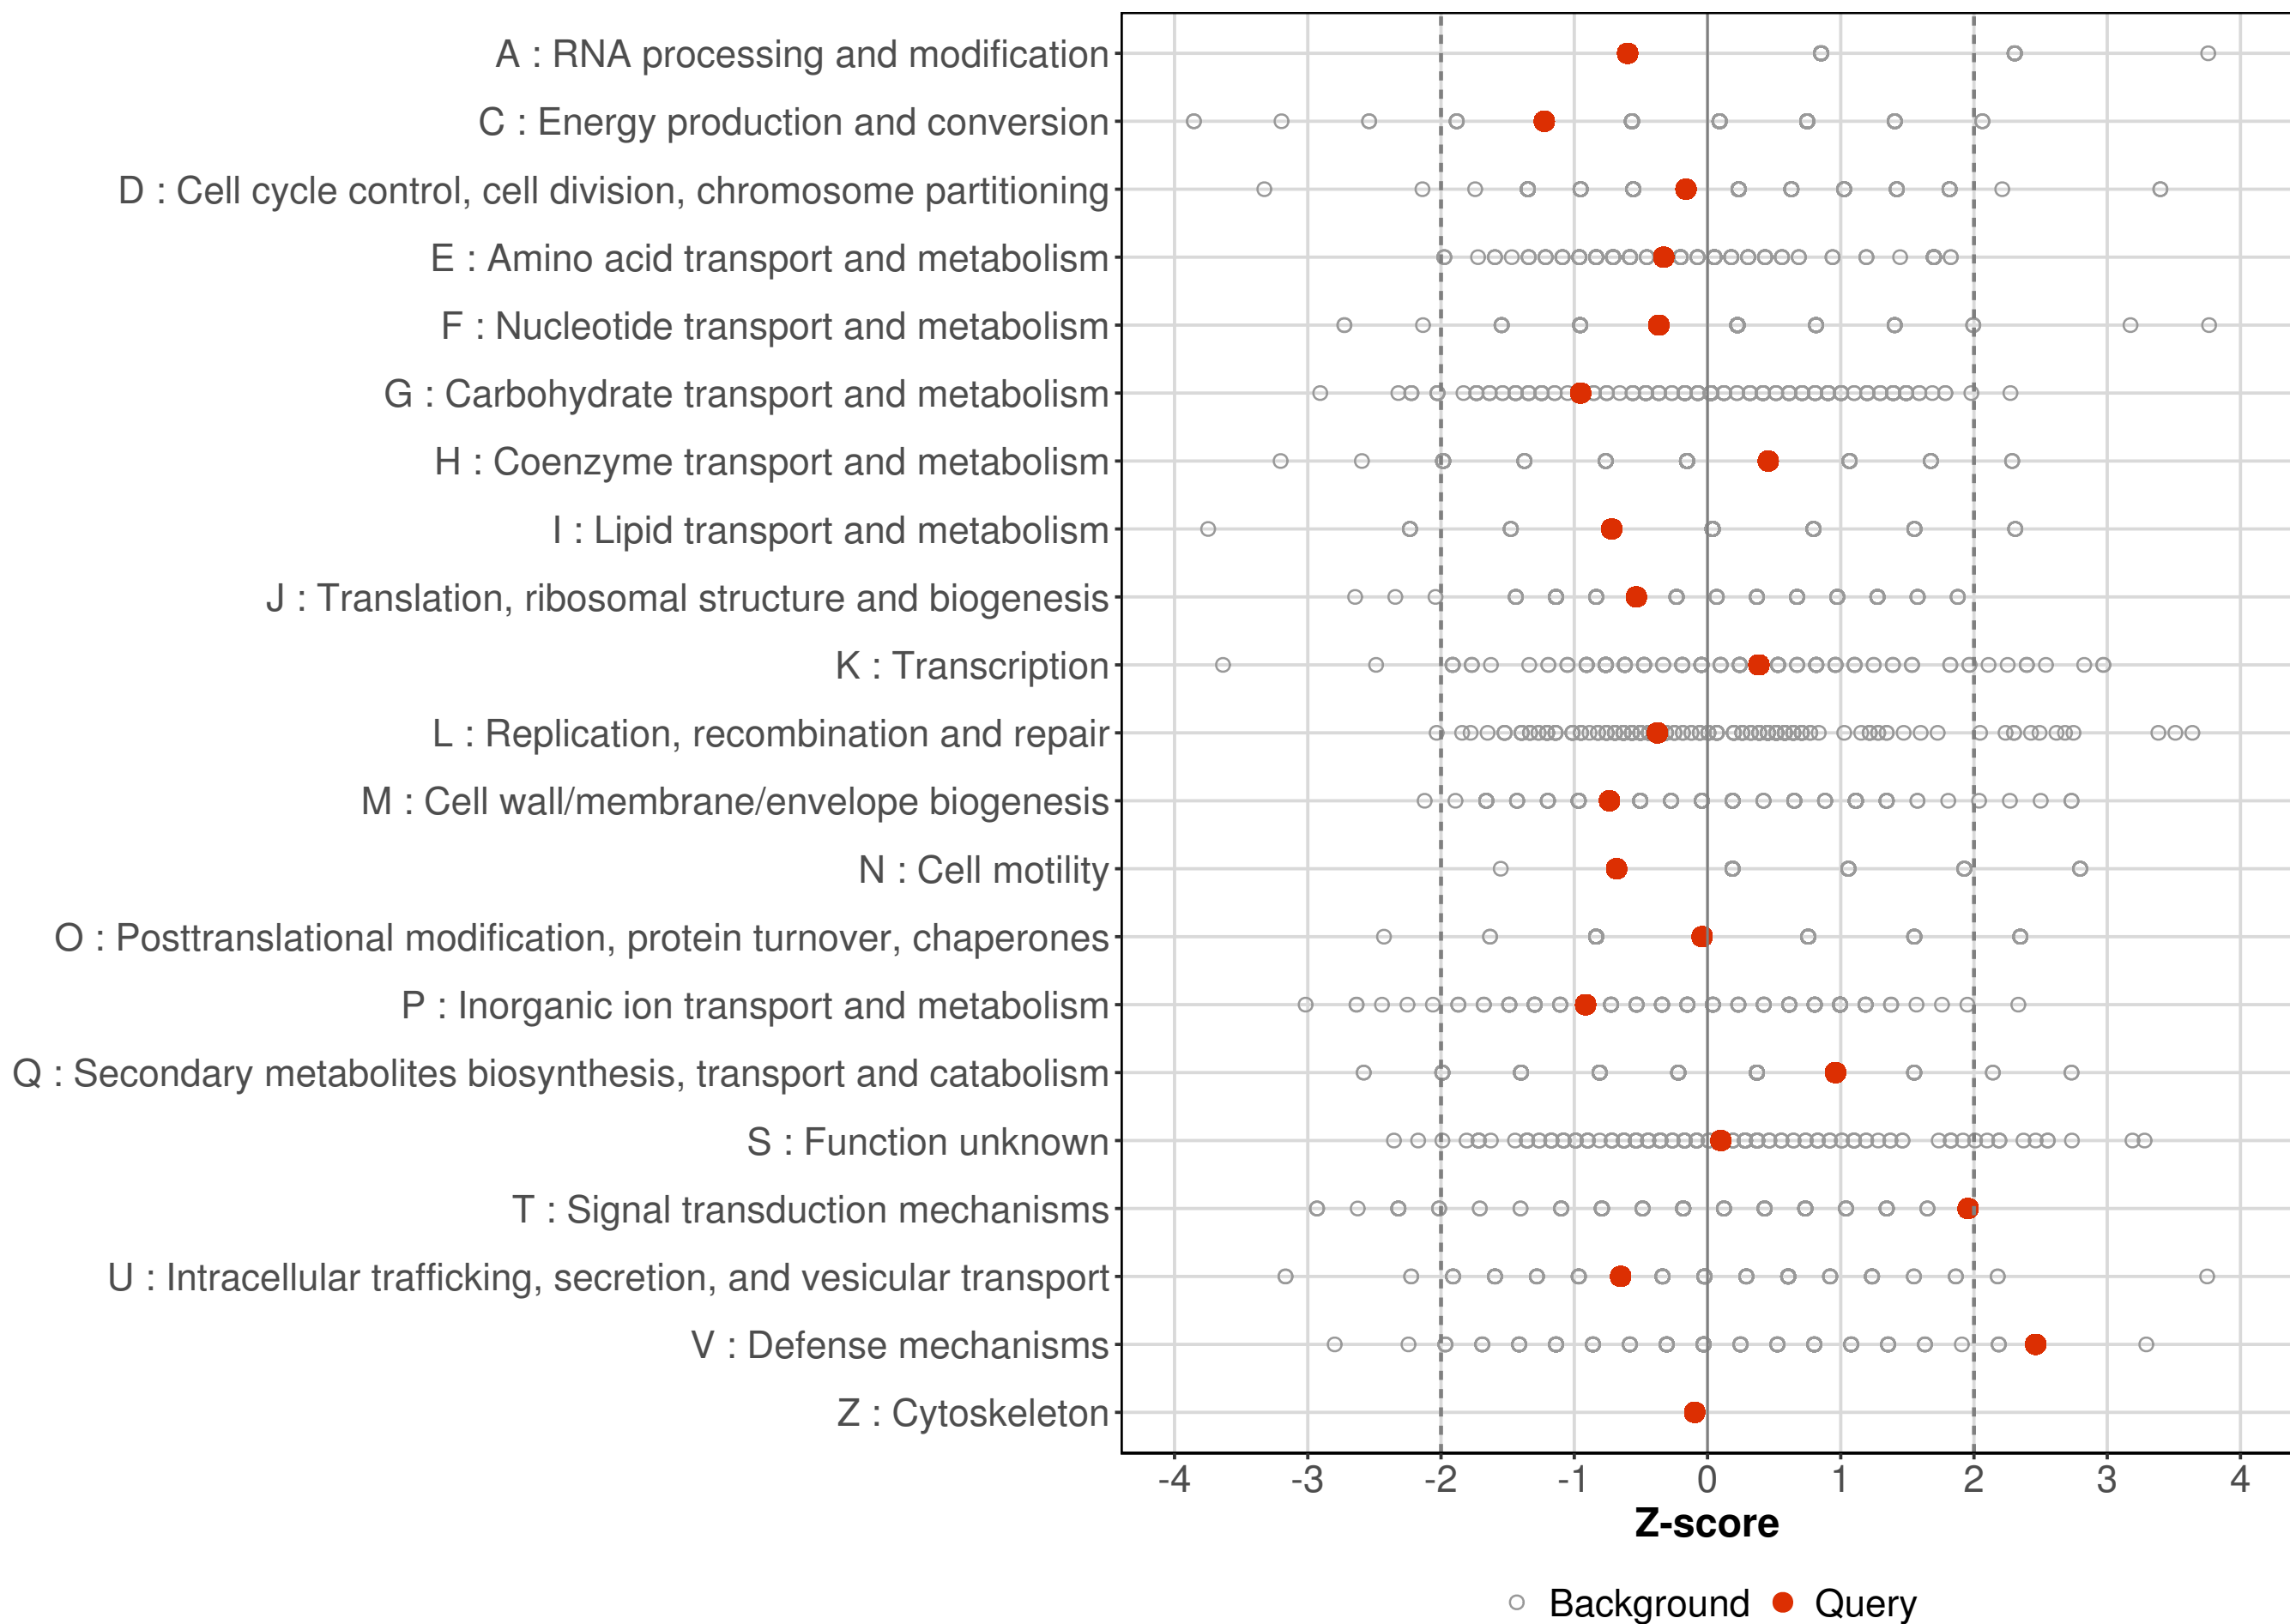 A : RNA processing and modification
C : Energy production and conversion
D : Cell cycle control, cell division, chromosome partitioning
E : Amino acid transport and metabolism
F : Nucleotide transport and metabolism
G : Carbohydrate transport and metabolism
H : Coenzyme transport and metabolism
I : Lipid transport and metabolism
J : Translation, ribosomal structure and biogenesis
K : Transcription
L : Replication, recombination and repair
M : Cell wall/membrane/envelope biogenesis
N : Cell motility
O : Posttranslational modification, protein turnover, chaperones
P : Inorganic ion transport and metabolism
Q : Secondary metabolites biosynthesis, transport and catabolism
S : Function unknown
T : Signal transduction mechanisms
U : Intracellular trafficking, secretion, and vesicular transport
V : Defense mechanisms
Z : Cytoskeleton
-4 -3 -2 -1 0 1 2 3 4
Z-score
Background Query